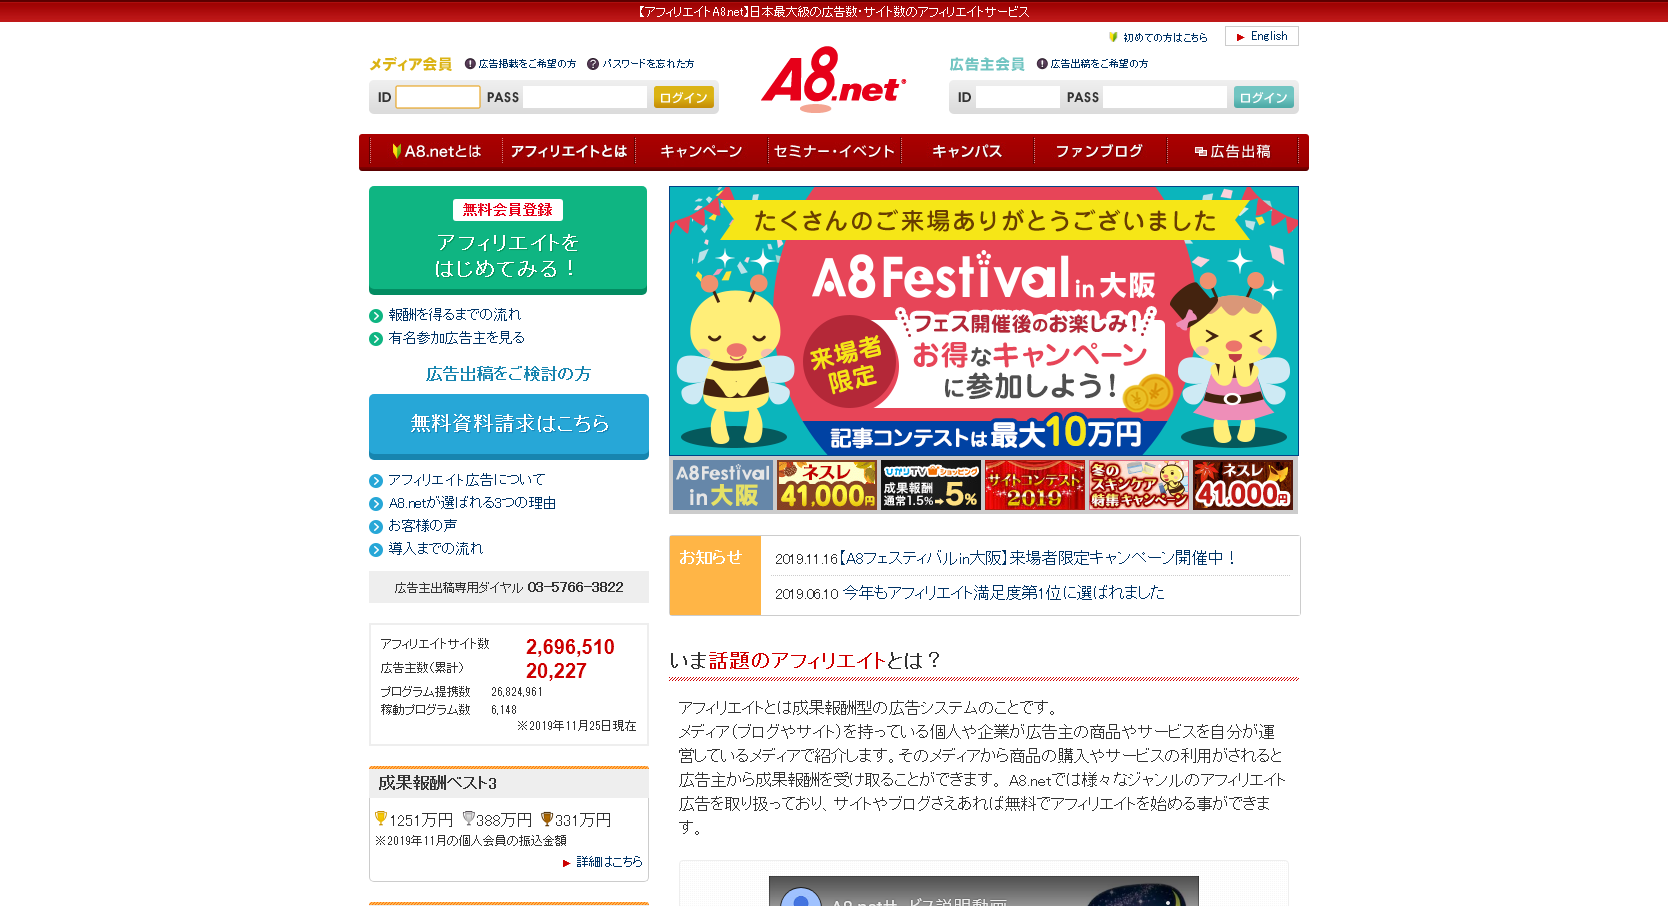 【アフィリエイトA8.net】日本最大級の広告数・サイト数のアフィリエイトサービス
初めての方はこちら
English
メディア会員
広告掲載をご希望の方
パスワードを忘れた方
ID
PASS
ログイン
A8.net
広告主会員
広告出稿をご希望の方
ID
PASS
ログイン
A8.netとは
アフィリエイトとは
キャンペーン
セミナー・イベント
キャンパス
ファンブログ
広告出稿
無料会員登録
アフィリエイトを
はじめてみる！
報酬を得るまでの流れ
有名参加広告主を見る
広告出稿をご検討の方
無料資料請求はこちら
アフィリエイト広告について
A8.netが選ばれる3つの理由
お客様の声
導入までの流れ
広告主出稿専用ダイヤル 03-5766-3822
アフィリエイトサイト数 2,696,510
広告主数(累計) 20,227
プログラム提携数 26,824,961
稼動プログラム数 6,148
※2019年11月25日現在
成果報酬ベスト3
1251万円 388万円 331万円
※2019年11月の個人会員の振込金額
詳細はこちら
たくさんのご来場ありがとうございました
A8Festival in 大阪
フェス開催後のお楽しみ！
来場者
限定
お得なキャンペーン
に参加しよう！
記事コンテストは最大10万円
A8Festival
in 大阪
ネスレ
41,000円
ひかりTVショッピング
成果報酬
通常1.5%→5%
サイトコンテスト
2019
冬の
スキンケア
特集キャンペーン
ネスレ
41,000円
お知らせ
2019.11.16【A8フェスティバルin大阪】来場者限定キャンペーン開催中！
2019.06.10 今年もアフィリエイト満足度第1位に選ばれました
いま話題のアフィリエイトとは？
アフィリエイトとは成果報酬型の広告システムのことです。
メディア(ブログやサイト)を持っている個人や企業が広告主の商品やサービスを自分が運
営しているメディアで紹介します。そのメディアから商品の購入やサービスの利用がされると
広告主から成果報酬を受け取ることができます。 A8.netでは様々なジャンルのアフィリエイト
広告を取り扱っており、サイトやブログさえあれば無料でアフィリエイトを始める事ができま
す。
A8.netサービス説明動画